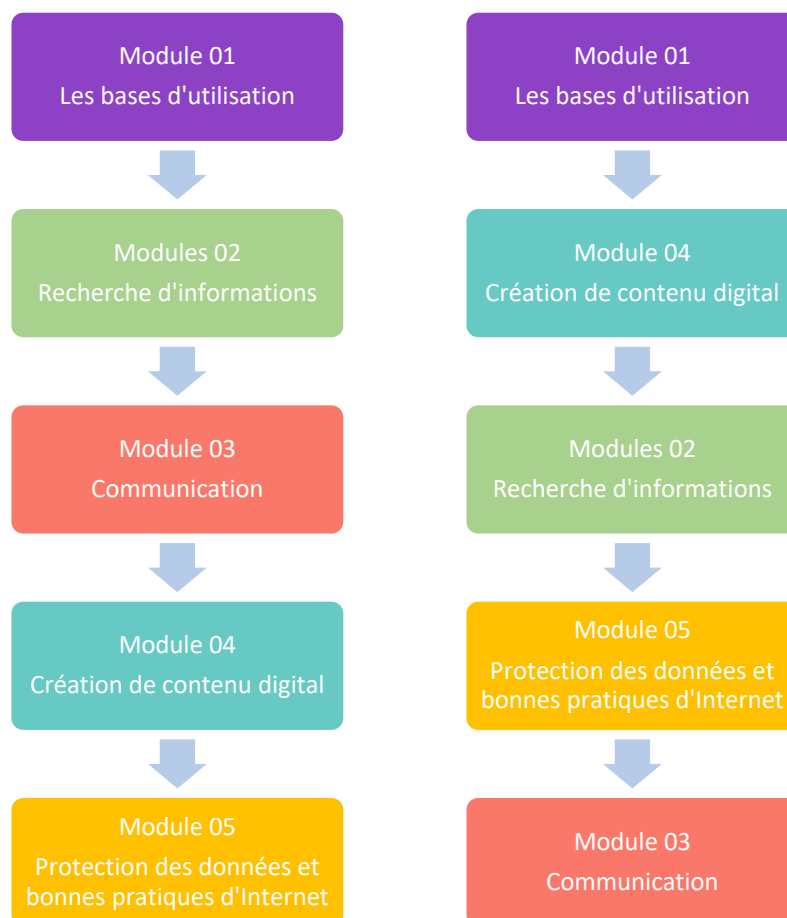 Module 01
Les bases d'utilisation
Modules 02
Recherche d'informations
Module 03
Communication
Module 04
Création de contenu digital
Module 05
Protection des données et
bonnes pratiques d'Internet
Module 01
Les bases d'utilisation
Module 04
Création de contenu digital
Modules 02
Recherche d'informations
Module 05
Protection des données et
bonnes pratiques d'Internet
Module 03
Communication